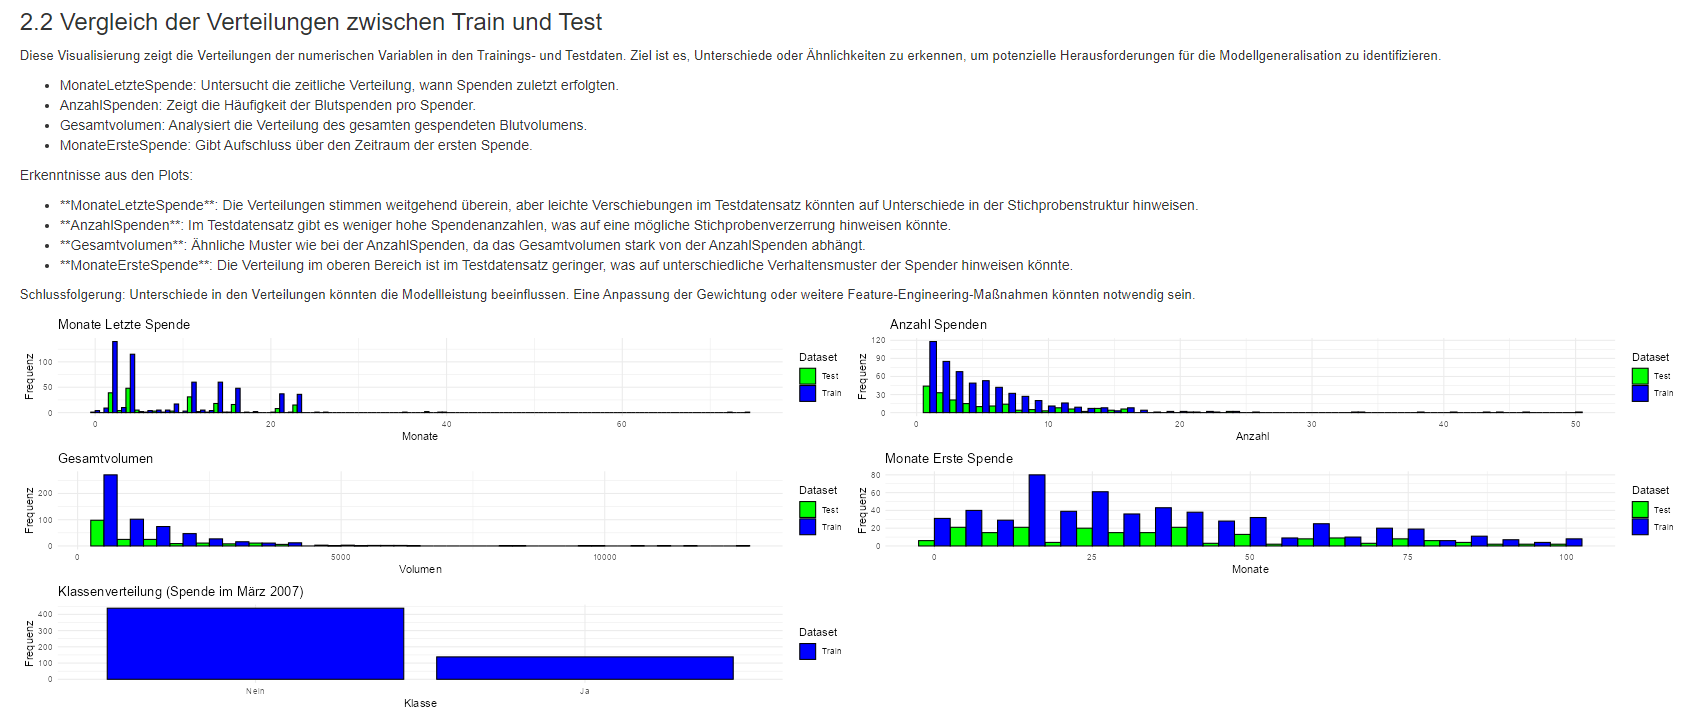 2.2 Vergleich der Verteilungen zwischen Train und Test
Diese Visualisierung zeigt die Verteilungen der numerischen Variablen in den Trainings- und Testdaten. Ziel ist es, Unterschiede oder Ähnlichkeiten zu erkennen, um potenzielle Herausforderungen für die Modellgeneralisation zu identifizieren.
• MonateLetzteSpende: Untersucht die zeitliche Verteilung, wann Spenden zuletzt erfolgten.
• AnzahlSpenden: Zeigt die Häufigkeit der Blutspenden pro Spender.
• Gesamtvolumen: Analysiert die Verteilung des gesamten gespendeten Blutvolumens.
• MonateErsteSpende: Gibt Aufschluss über den Zeitraum der ersten Spende.
Erkenntnisse aus den Plots:
• **MonateLetzteSpende**: Die Verteilungen stimmen weitgehend überein, aber leichte Verschiebungen im Testdatensatz könnten auf Unterschiede in der Stichprobenstruktur hinweisen.
• **AnzahlSpenden**: Im Testdatensatz gibt es weniger hohe Spendenanzahlen, was auf eine mögliche Stichprobenverzerrung hinweisen könnte.
• **Gesamtvolumen**: Ähnliche Muster wie bei der AnzahlSpenden, da das Gesamtvolumen stark von der AnzahlSpenden abhängt.
• **MonateErsteSpende**: Die Verteilung im oberen Bereich ist im Testdatensatz geringer, was auf unterschiedliche Verhaltensmuster der Spender hinweisen könnte.
Schlussfolgerung: Unterschiede in den Verteilungen könnten die Modellleistung beeinflussen. Eine Anpassung der Gewichtung oder weitere Feature-Engineering-Maßnahmen könnten notwendig sein.
Monate Letzte Spende
Frequenz
100
50
0
0 20 40 60
Monate
Dataset
Test
Train
Anzahl Spenden
Frequenz
120
90
60
30
0
0 10 20 30 40 50
Anzahl
Dataset
Test
Train
Gesamtvolumen
Frequenz
200
100
0
0 5000 10000
Volumen
Dataset
Test
Train
Monate Erste Spende
Frequenz
80
60
40
20
0
0 25 50 75 100
Monate
Dataset
Test
Train
Klassenverteilung (Spende im März 2007)
Frequenz
400
300
200
100
0
Nein Ja
Klasse
Dataset
Train